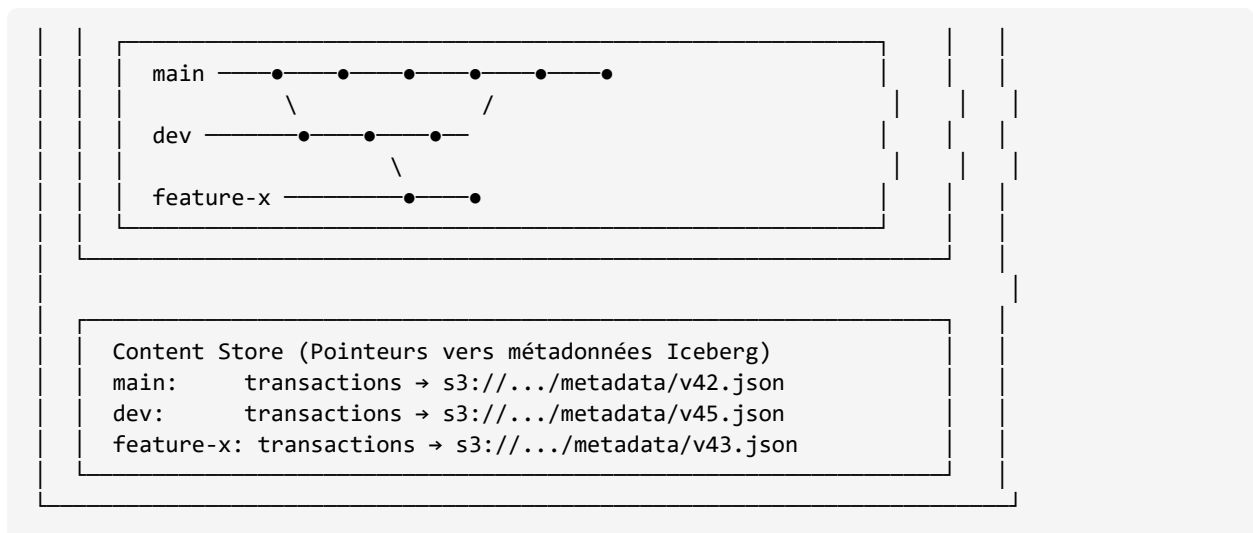 main
dev
feature-x
Content Store (Pointeurs vers métadonnées Iceberg)
main: transactions → s3://.../metadata/v42.json
dev: transactions → s3://.../metadata/v45.json
feature-x: transactions → s3://.../metadata/v43.json